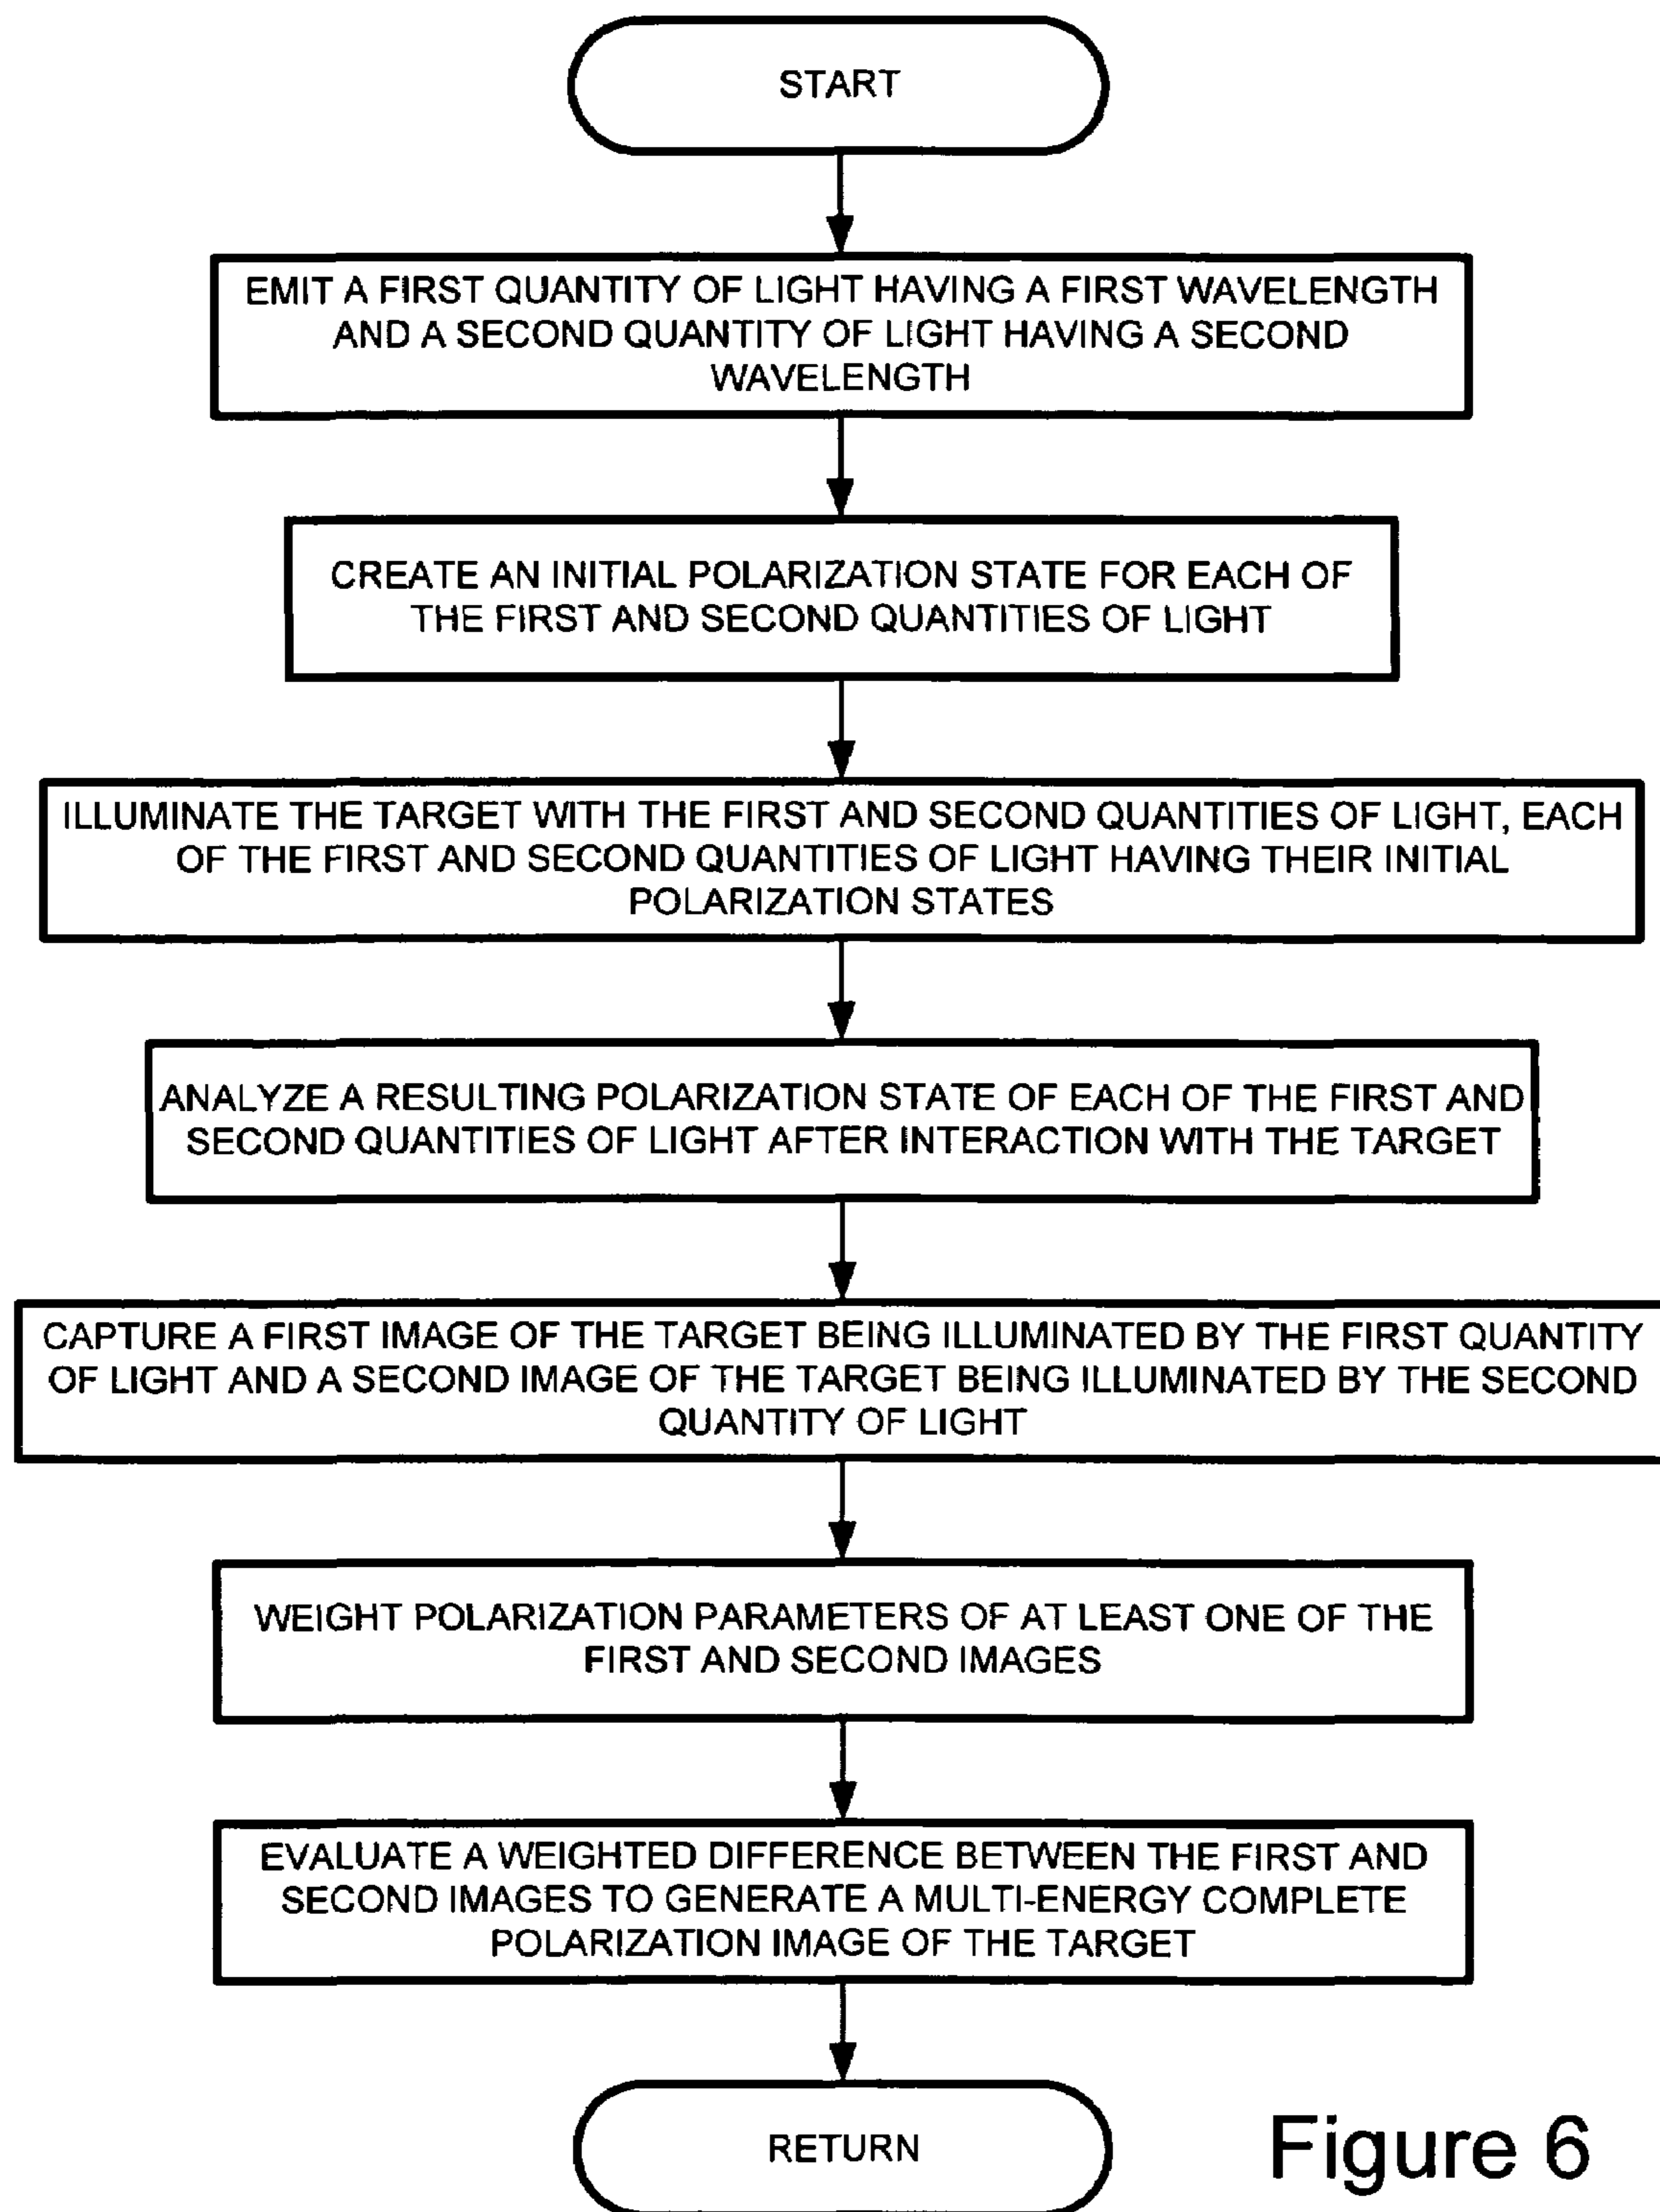 START
EMIT A FIRST QUANTITY OF LIGHT HAVING A FIRST WAVELENGTH
AND A SECOND QUANTITY OF LIGHT HAVING A SECOND
WAVELENGTH
CREATE AN INITIAL POLARIZATION STATE FOR EACH OF
THE FIRST AND SECOND QUANTITIES OF LIGHT
ILLUMINATE THE TARGET WITH THE FIRST AND SECOND QUANTITIES OF LIGHT, EACH
OF THE FIRST AND SECOND QUANTITIES OF LIGHT HAVING THEIR INITIAL
POLARIZATION STATES
ANALYZE A RESULTING POLARIZATION STATE OF EACH OF THE FIRST AND
SECOND QUANTITIES OF LIGHT AFTER INTERACTION WITH THE TARGET
CAPTURE A FIRST IMAGE OF THE TARGET BEING ILLUMINATED BY THE FIRST QUANTITY
OF LIGHT AND A SECOND IMAGE OF THE TARGET BEING ILLUMINATED BY THE SECOND
QUANTITY OF LIGHT
WEIGHT POLARIZATION PARAMETERS OF AT LEAST ONE OF THE
FIRST AND SECOND IMAGES
EVALUATE A WEIGHTED DIFFERENCE BETWEEN THE FIRST AND
SECOND IMAGES TO GENERATE A MULTI-ENERGY COMPLETE
POLARIZATION IMAGE OF THE TARGET
RETURN
Figure 6